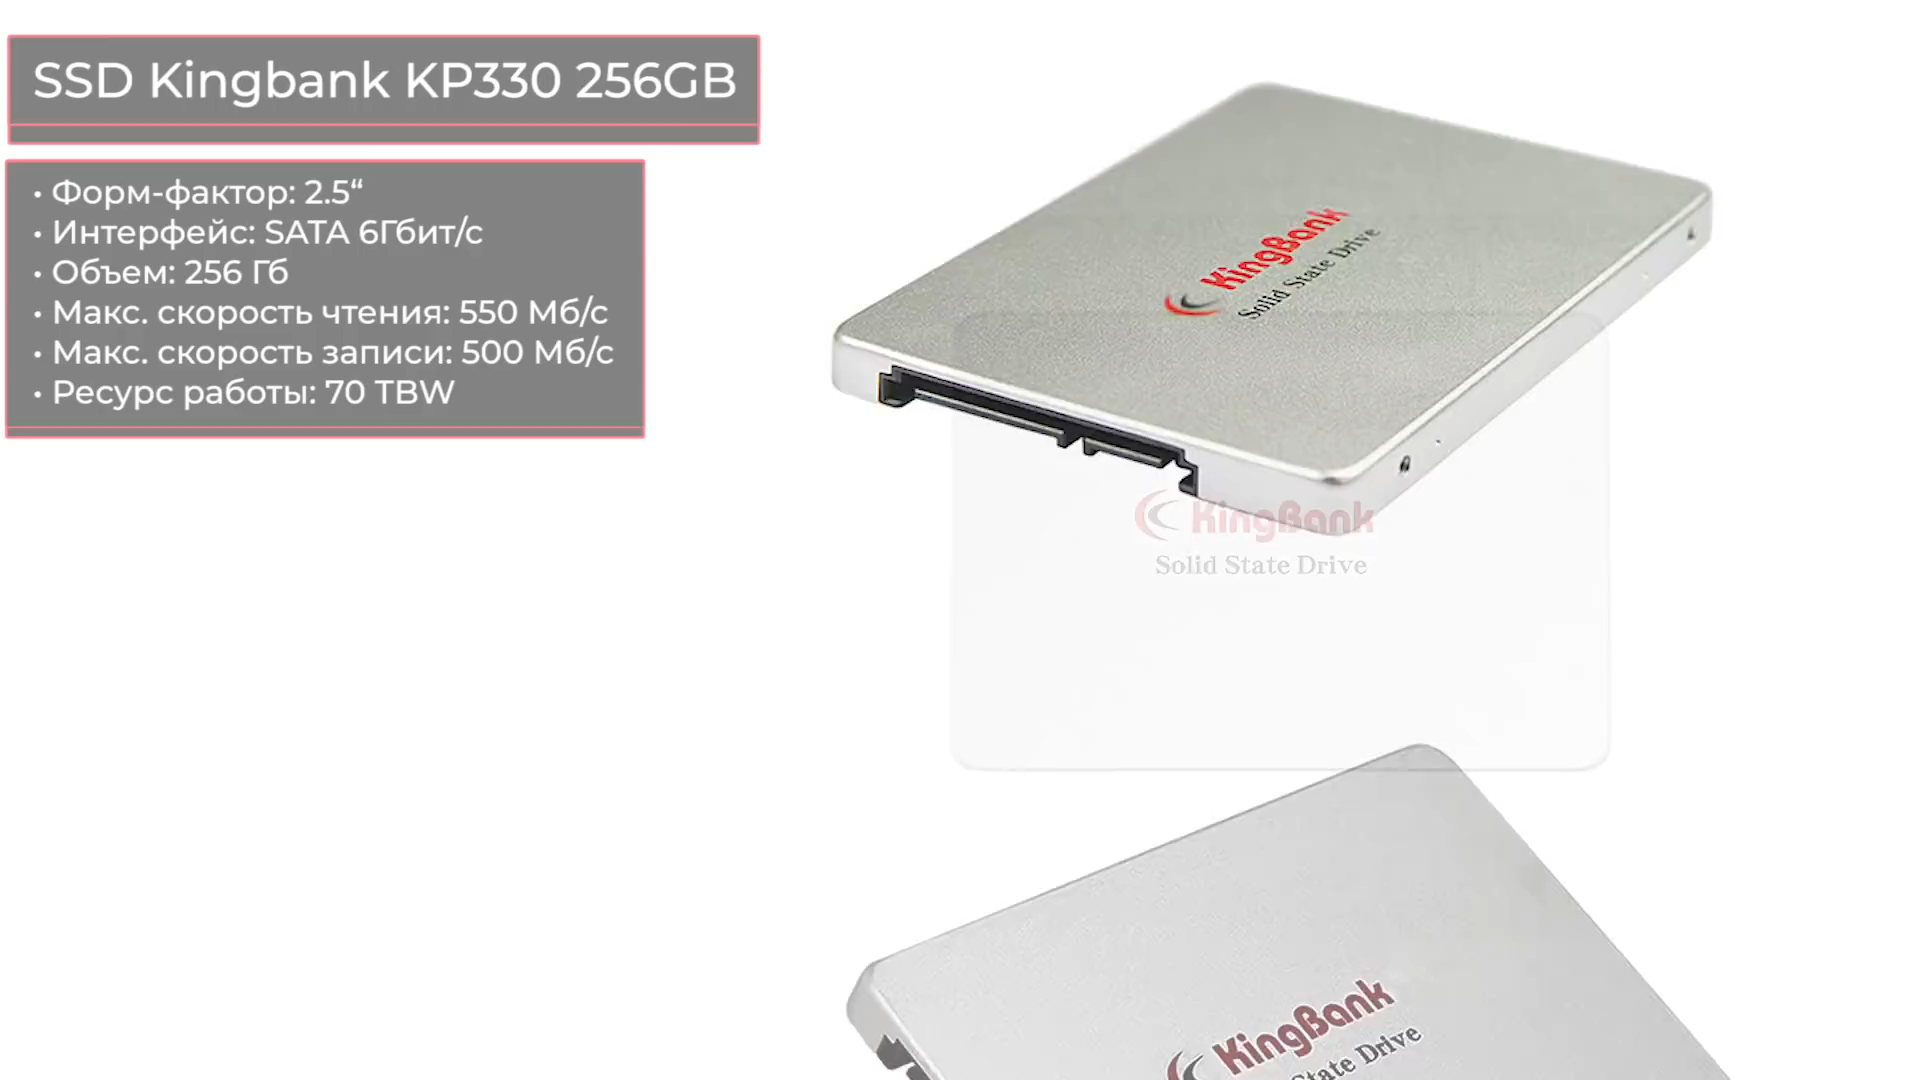 SSD Kingbank KP330 256GB
• Форм-фактор: 2.5“
• Интерфейс: SATA 6Гбит/с
• Объем: 256 Гб
• Макс. скорость чтения: 550 Мб/с
• Макс. скорость записи: 500 Мб/с
• Ресурс работы: 70 TBW
KingBank
Solid State Drive
KingBank
Solid State Drive
KingBank
State Drive